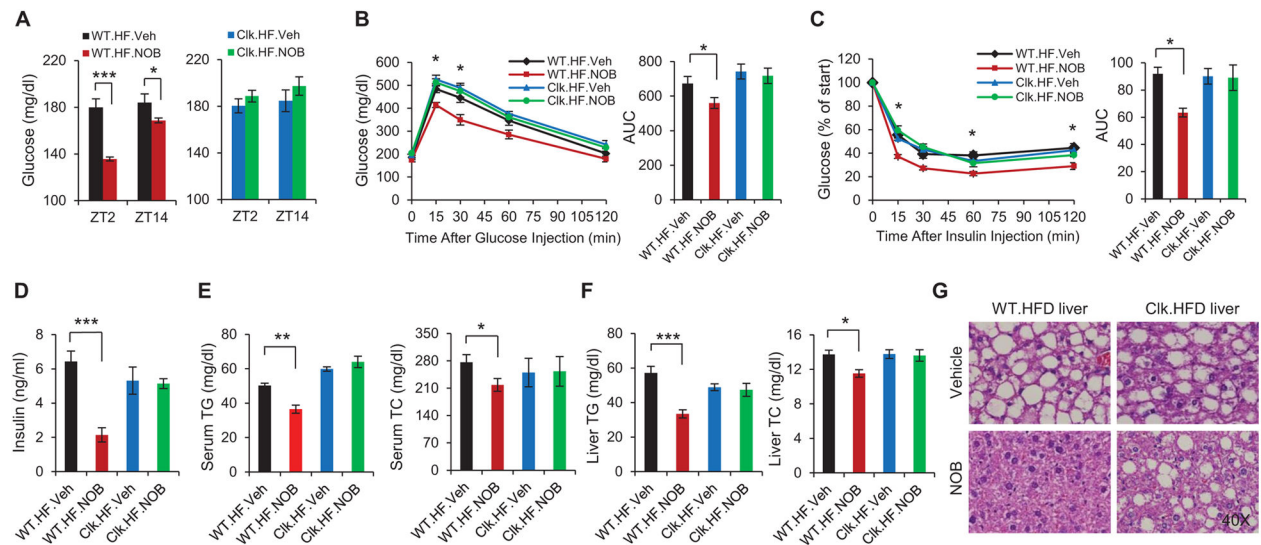 A
WT.HF.Veh
WT.HF.NOB
Clk.HF.Veh
Clk.HF.NOB
Glucose (mg/dl)
220
180
140
100
***
*
ZT2
ZT14
220
180
140
100
ZT2
ZT14
B
Glucose (mg/dl)
600
500
400
300
200
100
0
*
*
WT.HF.Veh
WT.HF.NOB
Clk.HF.Veh
Clk.HF.NOB
0 15 30 45 60 75 90 105 120
Time After Glucose Injection (min)
AUC
800
600
400
200
0
*
WT.HF.Veh
WT.HF.NOB
Clk.HF.Veh
Clk.HF.NOB
C
Glucose (% of start)
120
100
80
60
40
20
0
*
*
*
WT.HF.Veh
WT.HF.NOB
Clk.HF.Veh
Clk.HF.NOB
0 15 30 45 60 75 90 105 120
Time After Insulin Injection (min)
AUC
100
80
60
40
20
0
*
WT.HF.Veh
WT.HF.NOB
Clk.HF.Veh
Clk.HF.NOB
D
Insulin (ng/ml)
8
6
4
2
0
***
WT.HF.Veh
WT.HF.NOB
Clk.HF.Veh
Clk.HF.NOB
E
Serum TG (mg/dl)
80
60
40
20
0
**
WT.HF.Veh
WT.HF.NOB
Clk.HF.Veh
Clk.HF.NOB
Serum TC (mg/dl)
350
280
210
140
70
0
*
WT.HF.Veh
WT.HF.NOB
Clk.HF.Veh
Clk.HF.NOB
F
Liver TG (mg/dl)
80
60
40
20
0
***
WT.HF.Veh
WT.HF.NOB
Clk.HF.Veh
Clk.HF.NOB
Liver TC (mg/dl)
16
12
8
4
0
*
WT.HF.Veh
WT.HF.NOB
Clk.HF.Veh
Clk.HF.NOB
G
WT.HFD liver
Clk.HFD liver
Vehicle
NOB
40X